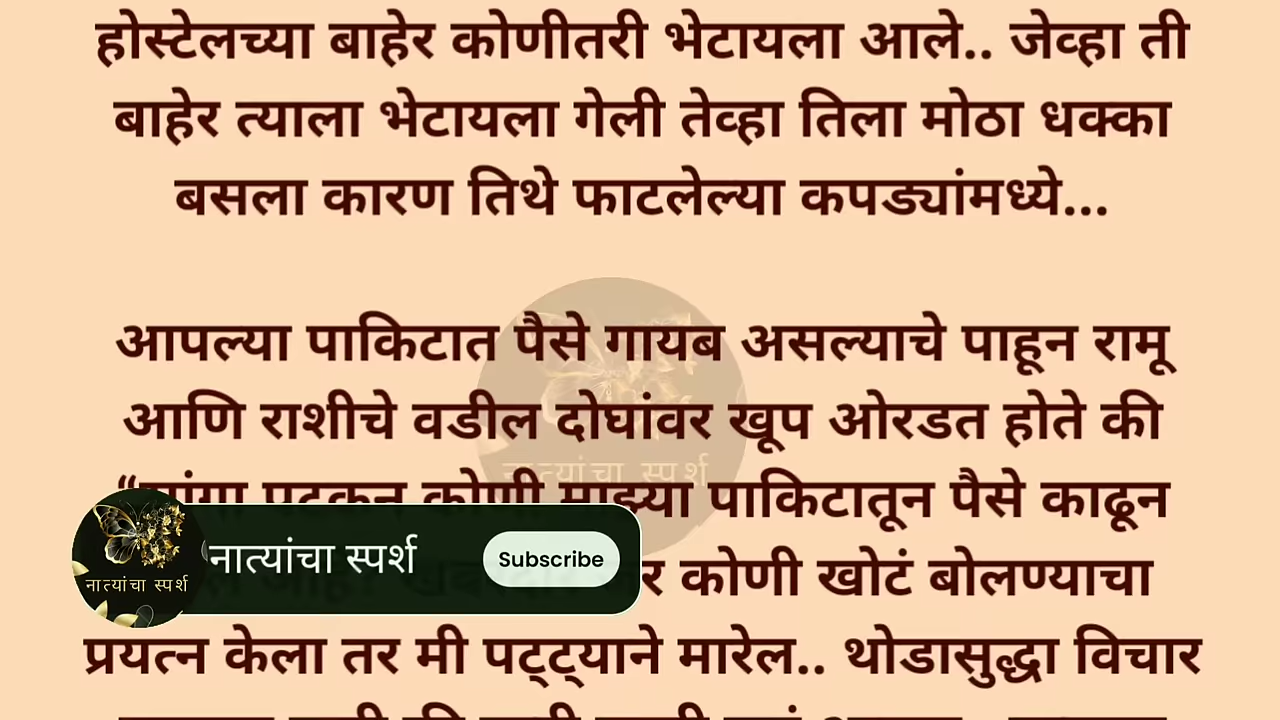 होस्टेलच्या बाहेर कोणीतरी भेटायला आले.. जेव्हा ती
बाहेर त्याला भेटायला गेली तेव्हा तिला मोठा धक्का
बसला कारण तिथे फाटलेल्या कपड्यांमध्ये...
आपल्या पाकिटात पैसे गायब असल्याचे पाहून रामू
आणि राशीचे वडील दोघांवर खूप ओरडत होते की
कोणी माझ्या पाकिटातून पैसे काढून
कोणी खोटं बोलण्याचा
प्रयत्न केला तर मी पट्ट्याने मारेल.. थोडासुद्धा विचार
नात्यांचा स्पर्श
नात्यांचा स्पर्श
Subscribe
नात्यांचा स्पर्श